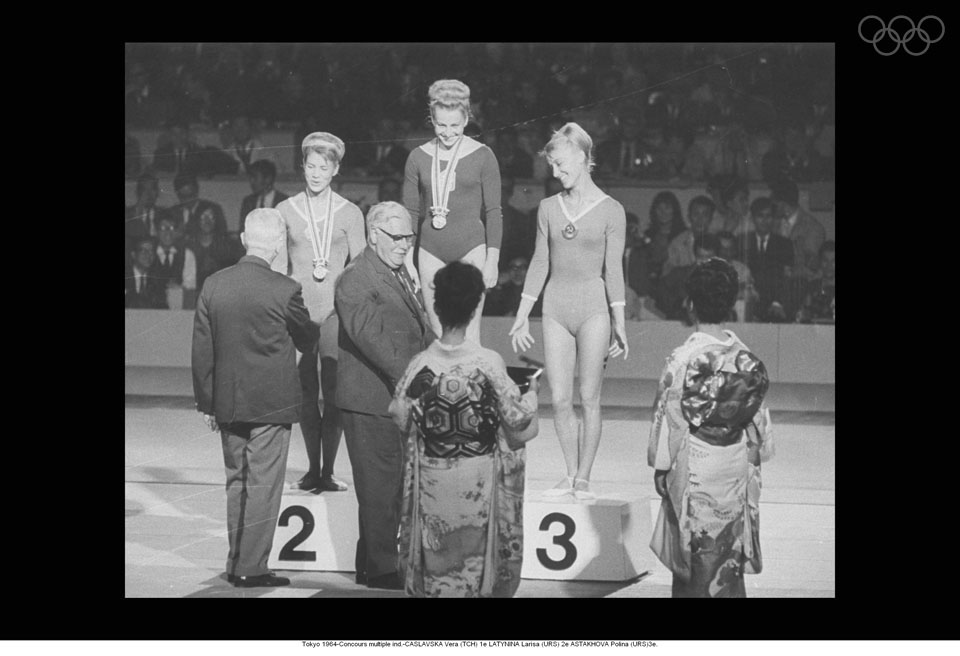 2
3
Tokyo 1964-Concours multiple ind.-CASLAVSKA Vera (TCH) 1e LATYNINA Larisa (URS) 2e ASTAKHOVA Polina (URS)3e.